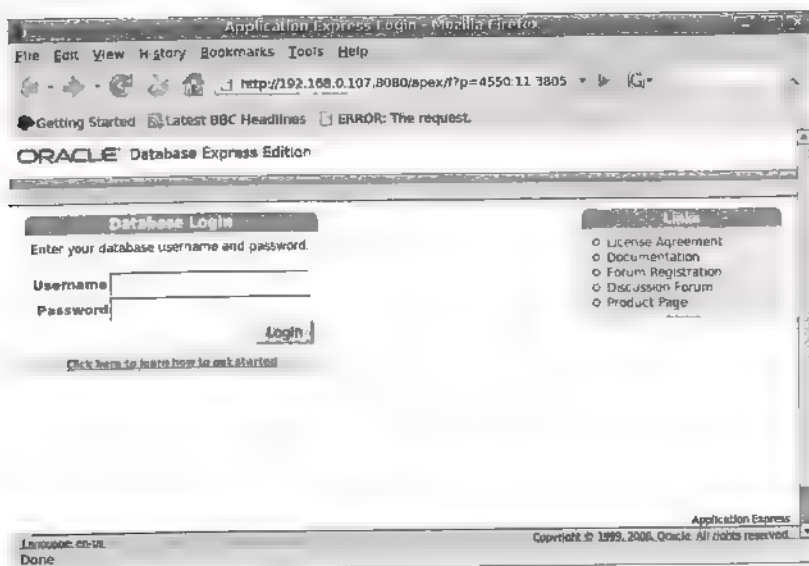 Application Express Login - Mozilla Firefox
File Edit View History Bookmarks Tools Help
http://192.168.0.107:8080/apex/f?p=4550:11:3805
Getting Started Latest BBC Headlines ERROR: The request.
ORACLE Database Express Edition
Database Login
Enter your database username and password.
Username
Password
Login
Click here to learn how to get started
Links
License Agreement
Documentation
Forum Registration
Discussion Forum
Product Page
Application Express
Language: en-us
Copyright © 1999, 2006, Oracle. All rights reserved.
Done